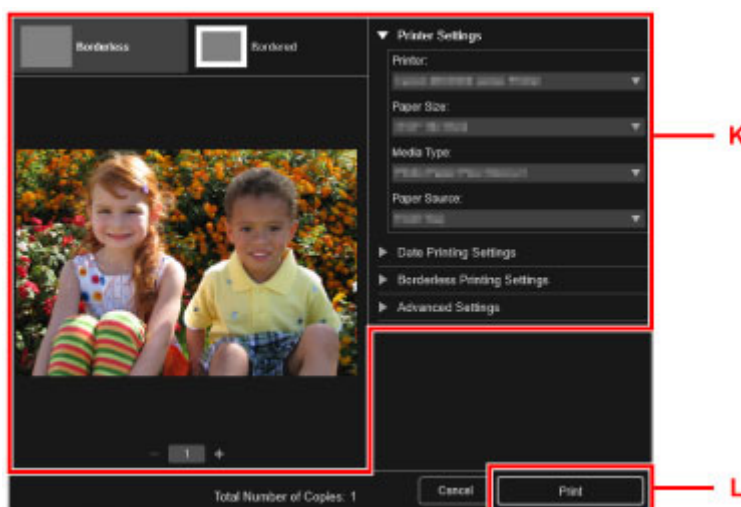 Borderless
Bordered
Printer Settings
Printer:
Paper Size:
Media Type:
Paper Source:
Date Printing Settings
Borderless Printing Settings
Advanced Settings
K
1
Total Number of Copies: 1
Cancel
Print
L